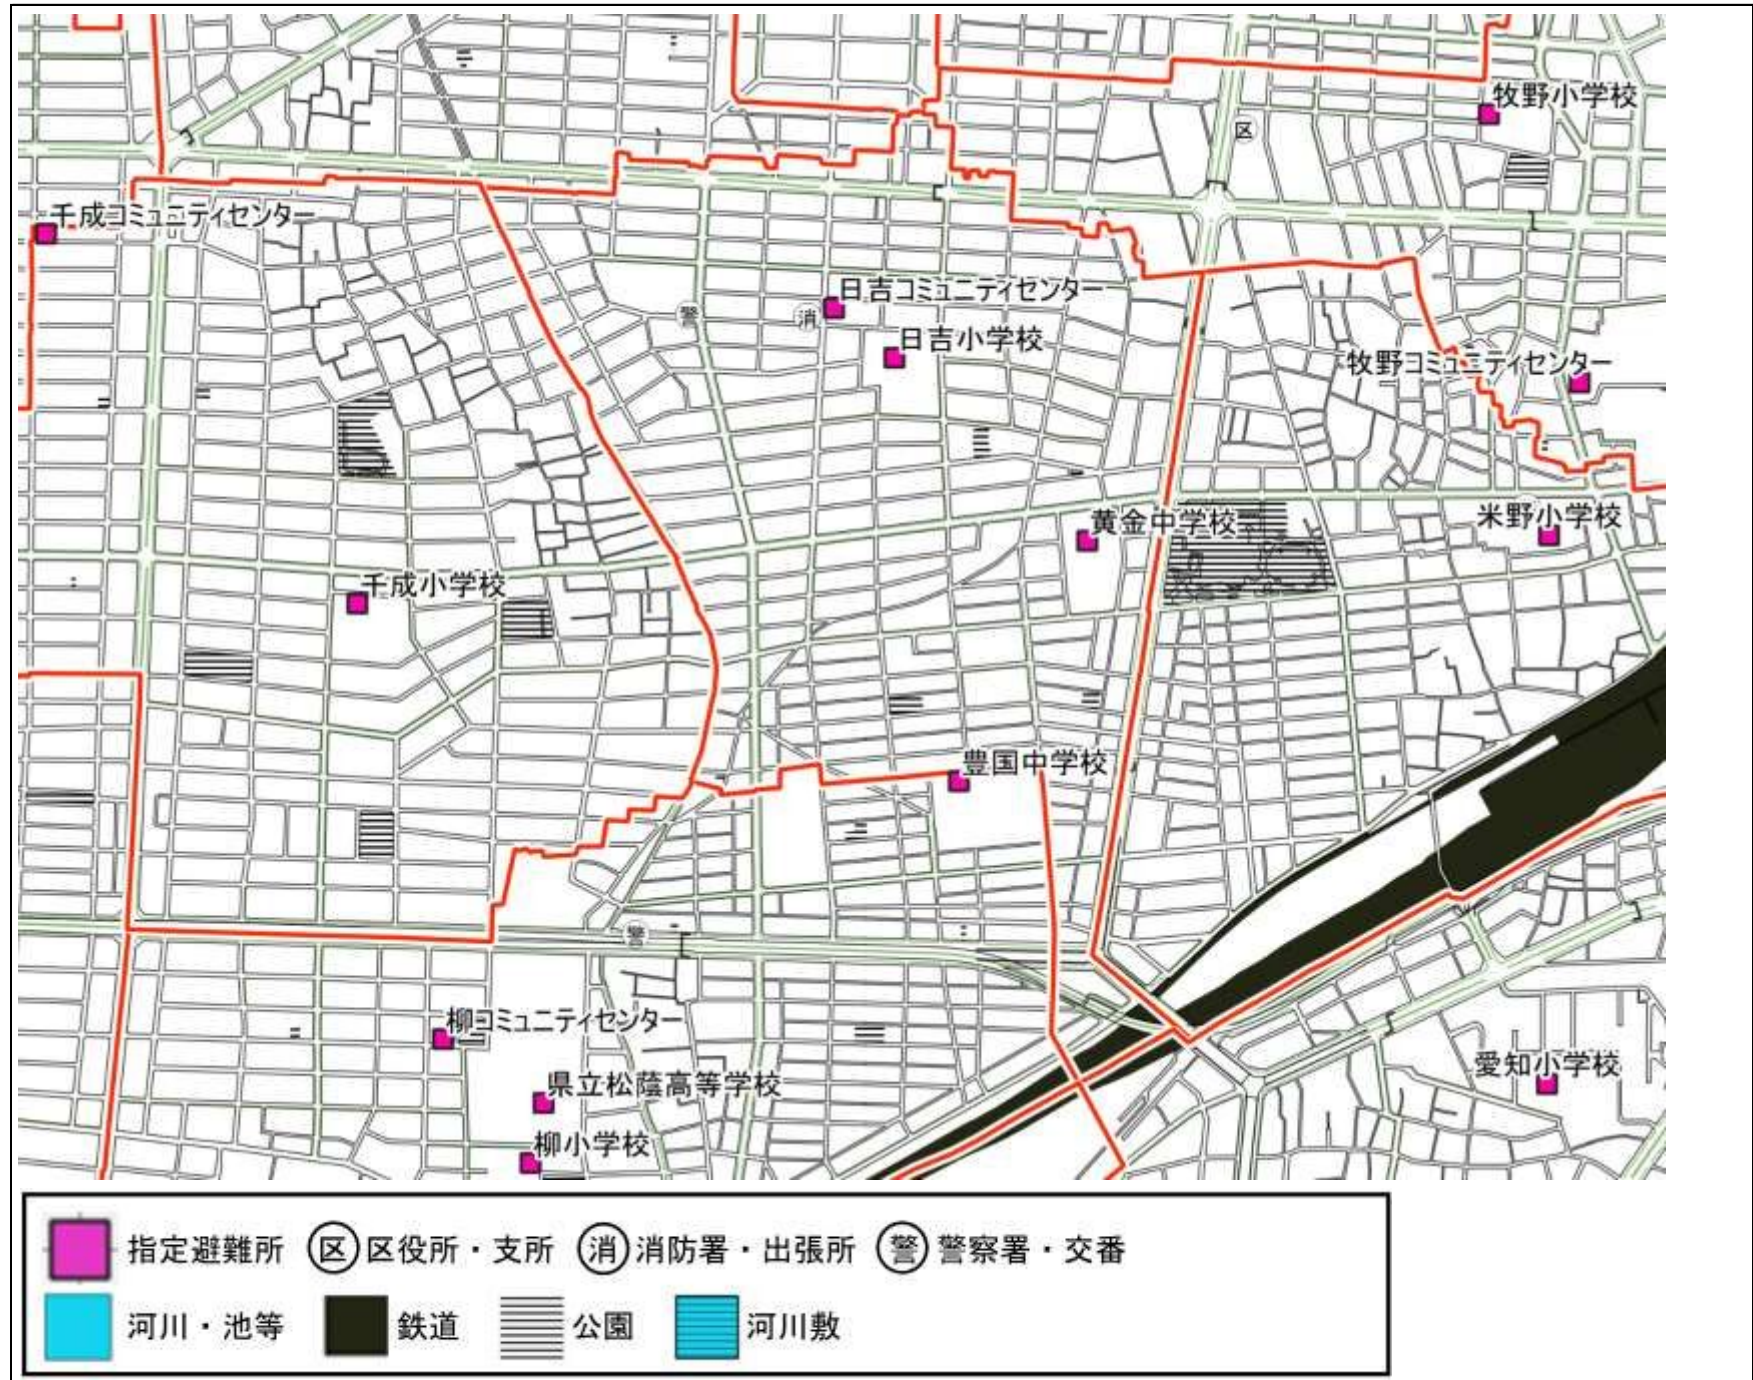 牧野小学校
区
千成コミュニティセンター
日吉コミュニティセンター
警
消
日吉小学校
牧野コミュニティセンター
黄金中学校
米野小学校
千成小学校
豊国中学校
警
柳コミュニティセンター
愛知小学校
県立松蔭高等学校
柳小学校
指定避難所 区 区役所・支所 消 消防署・出張所 警 警察署・交番
河川・池等 鉄道 公園 河川敷